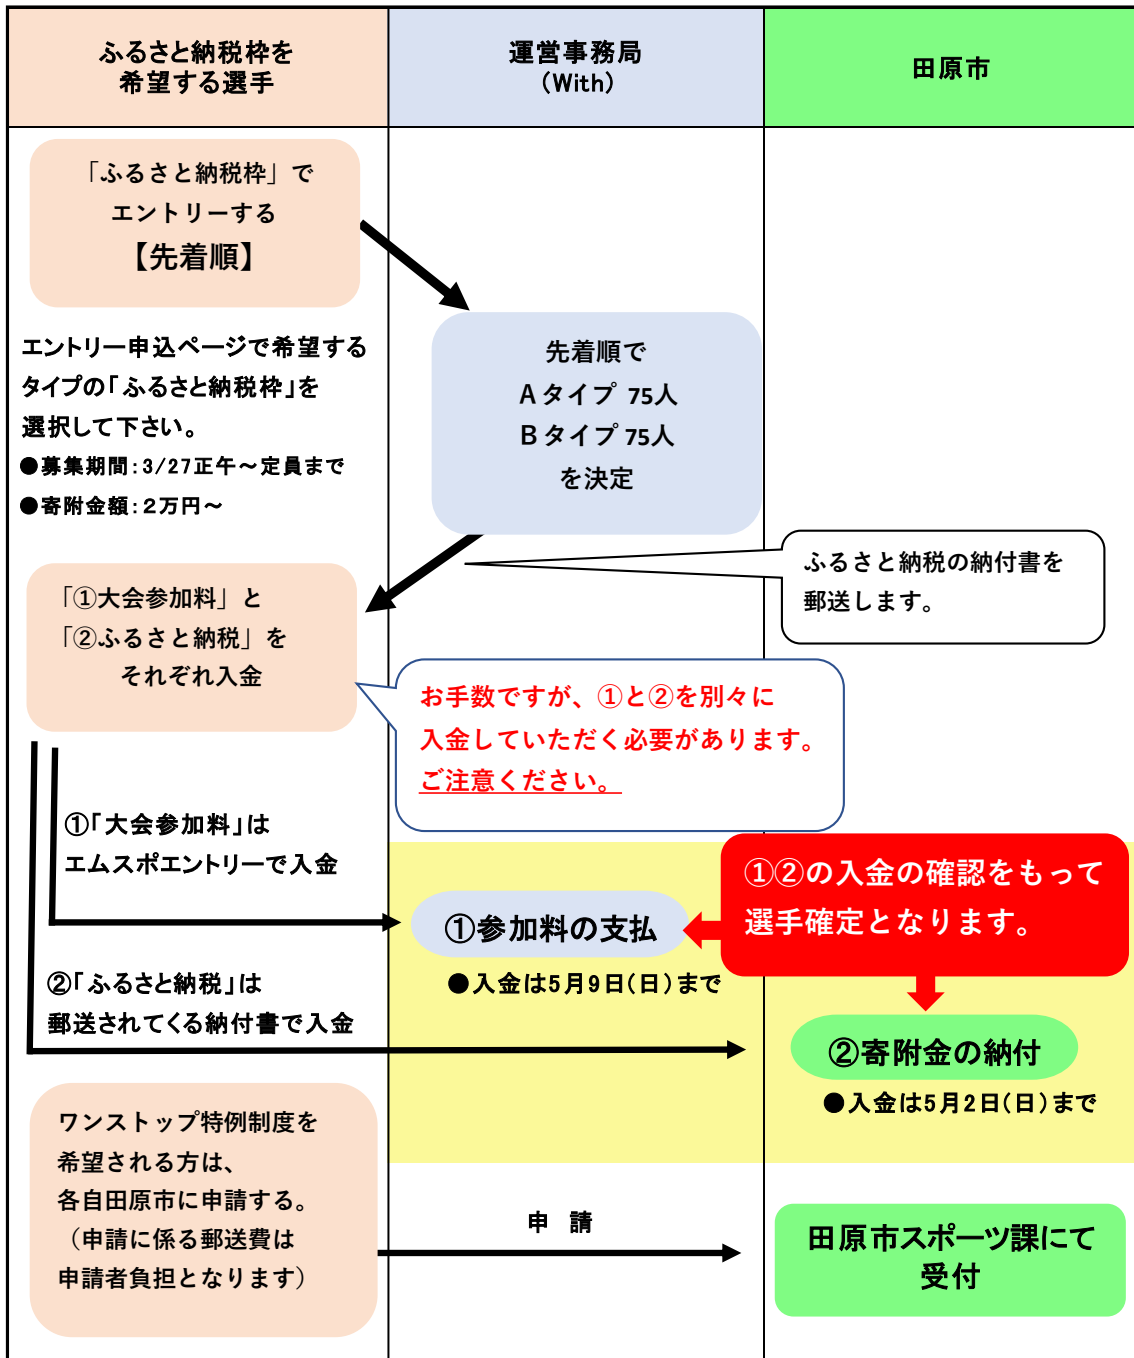 ふるさと納税枠を
希望する選手
運営事務局
(With)
田原市
「ふるさと納税枠」で
エントリーする
【先着順】
エントリー申込ページで希望する
タイプの「ふるさと納税枠」を
選択して下さい。
●募集期間：3/27正午～定員まで
●寄附金額：2万円～
先着順で
Aタイプ 75人
Bタイプ 75人
を決定
ふるさと納税の納付書を
郵送します。
「①大会参加料」と
「②ふるさと納税」を
それぞれ入金
お手数ですが、①と②を別々に
入金していただく必要があります。
ご注意ください。
①「大会参加料」は
エムスポエントリーで入金
①②の入金の確認をもって
選手確定となります。
①参加料の支払
●入金は5月9日(日)まで
②「ふるさと納税」は
郵送されてくる納付書で入金
②寄附金の納付
●入金は5月2日(日)まで
ワンストップ特例制度を
希望される方は、
各自田原市に申請する。
（申請に係る郵送費は
申請者負担となります）
申 請
田原市スポーツ課にて
受付